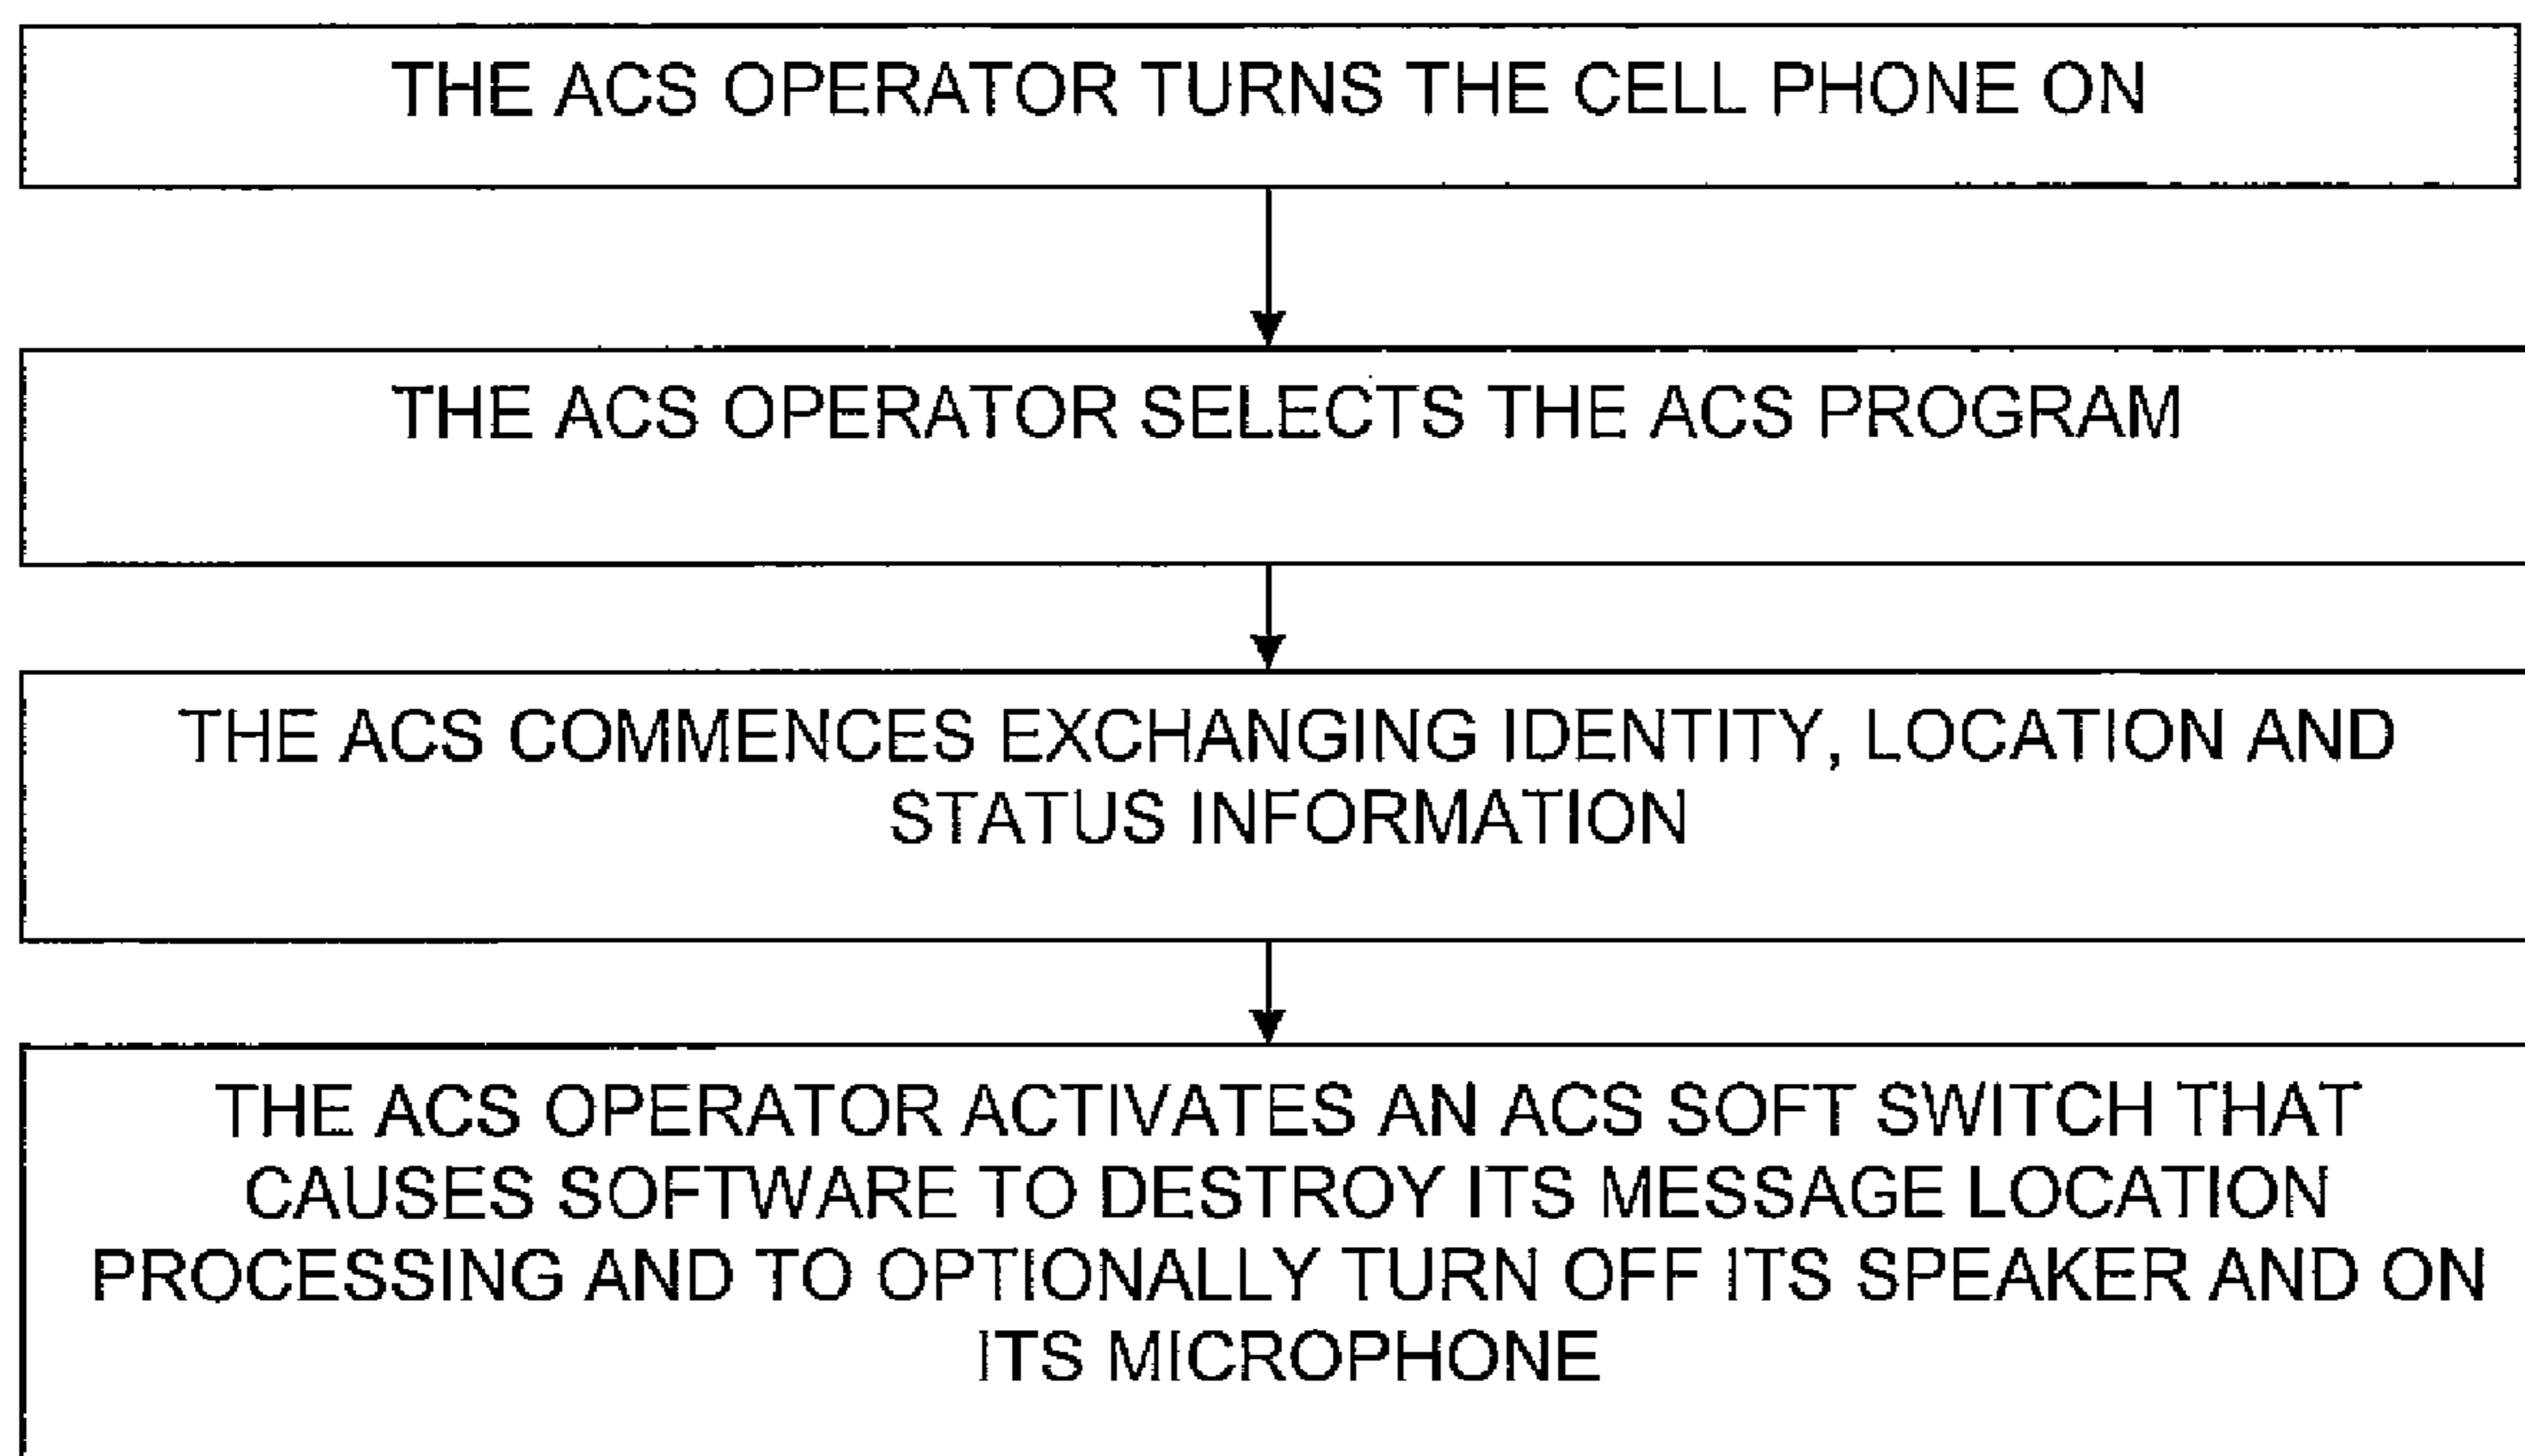 THE ACS OPERATOR TURNS THE CELL PHONE ON
THE ACS OPERATOR SELECTS THE ACS PROGRAM
THE ACS COMMENCES EXCHANGING IDENTITY, LOCATION AND
STATUS INFORMATION
THE ACS OPERATOR ACTIVATES AN ACS SOFT SWITCH THAT
CAUSES SOFTWARE TO DESTROY ITS MESSAGE LOCATION
PROCESSING AND TO OPTIONALLY TURN OFF ITS SPEAKER AND ON
ITS MICROPHONE